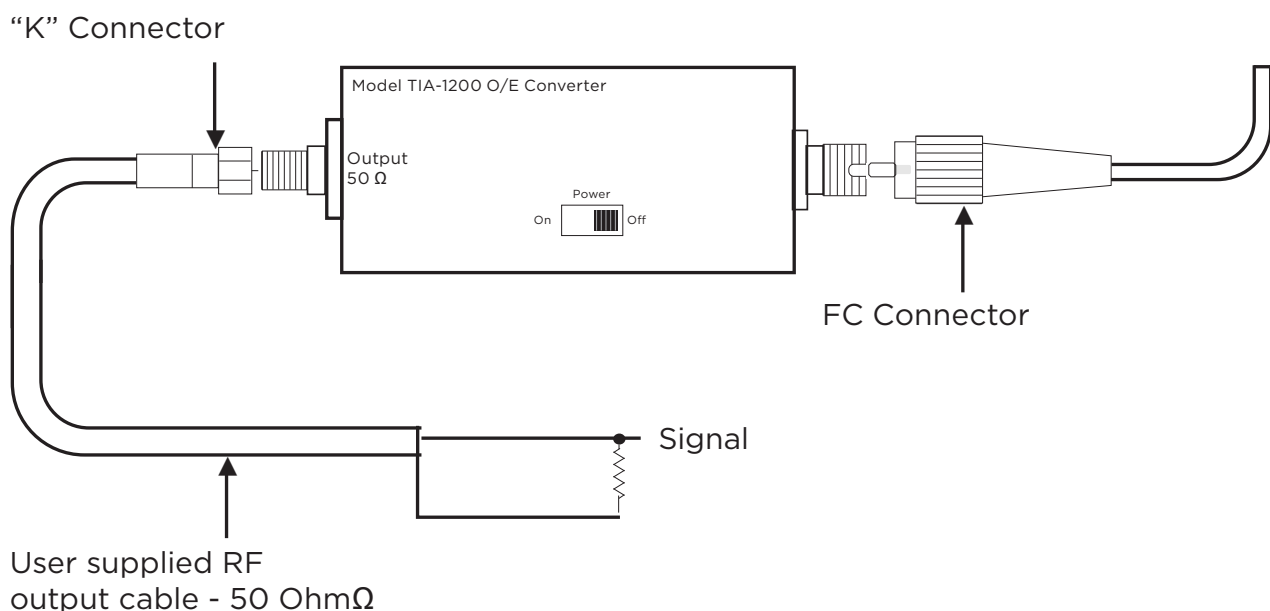 “K” Connector
Model TIA-1200 O/E Converter
Output
50 Ω
Power
On
Off
FC Connector
Signal
User supplied RF
output cable - 50 OhmΩ